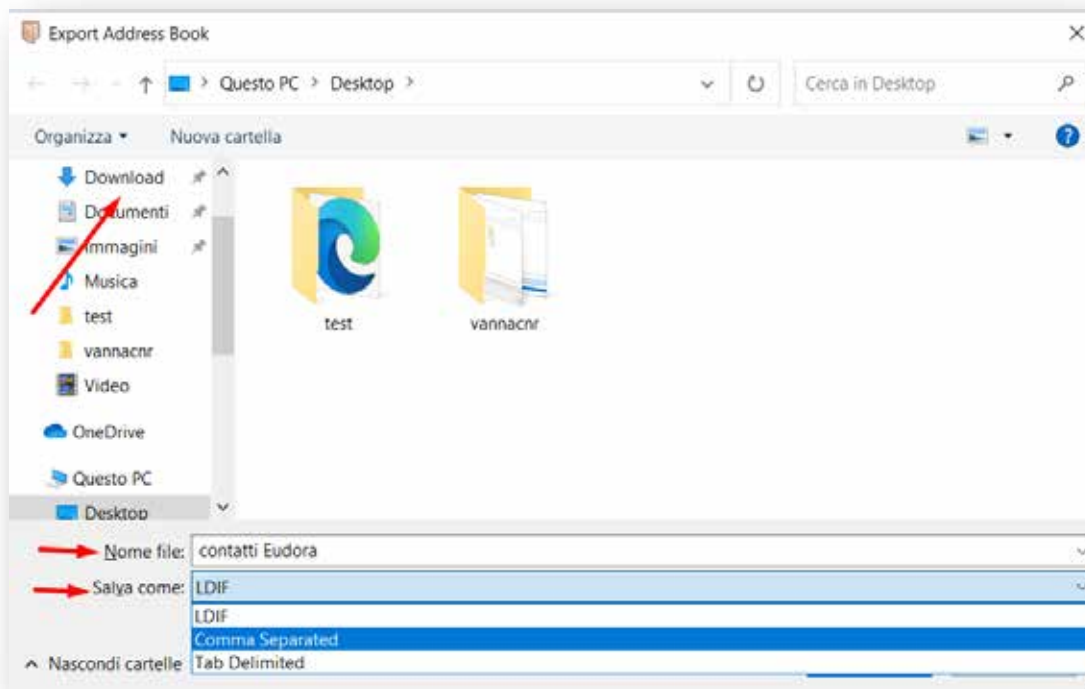 Export Address Book
Questo PC > Desktop >
Cerca in Desktop
Organizza
Nuova cartella
Download
Documenti
Immagini
Musica
test
vannacnr
Video
OneDrive
Questo PC
Desktop
test
vannacnr
Nome file: contatti Eudora
Salva come: LDIF
LDIF
Comma Separated
Nascondi cartelle
Tab Delimited